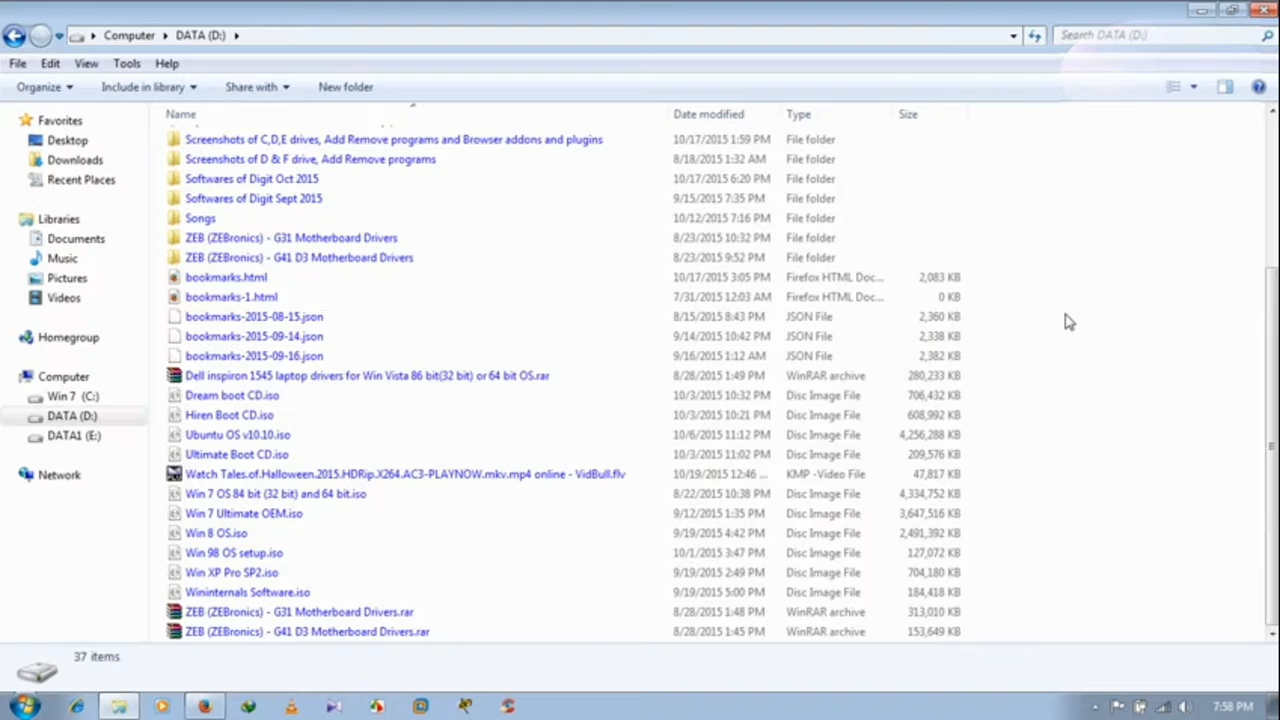 Computer DATA (D:) Search DATA (D:)
File Edit View Tools Help
Organize Include in library Share with New folder
Name Date modified Type Size
Favorites
Desktop
Downloads
Recent Places
Libraries
Documents
Music
Pictures
Videos
Homegroup
Computer
Win 7 (C:)
DATA (D:)
DATA1 (E:)
Network
Screenshots of C,D,E drives, Add Remove programs and Browser addons and plugins 10/17/2015 1:59 PM File folder
Screenshots of D & F drive, Add Remove programs 8/18/2015 1:32 AM File folder
Softwares of Digit Oct 2015 10/17/2015 6:20 PM File folder
Softwares of Digit Sept 2015 9/15/2015 7:35 PM File folder
Songs 10/12/2015 7:16 PM File folder
ZEB (ZEBronics) - G31 Motherboard Drivers 8/23/2015 10:32 PM File folder
ZEB (ZEBronics) - G41 D3 Motherboard Drivers 8/23/2015 9:52 PM File folder
bookmarks.html 10/17/2015 3:05 PM Firefox HTML Doc... 2,083 KB
bookmarks-1.html 7/31/2015 12:03 AM Firefox HTML Doc... 0 KB
bookmarks-2015-08-15.json 8/15/2015 8:43 PM JSON File 2,360 KB
bookmarks-2015-09-14.json 9/14/2015 10:42 PM JSON File 2,338 KB
bookmarks-2015-09-16.json 9/16/2015 1:12 AM JSON File 2,382 KB
Dell inspiron 1545 laptop drivers for Win Vista 86 bit(32 bit) or 64 bit OS.rar 8/28/2015 1:49 PM WinRAR archive 280,233 KB
Dream boot CD.iso 10/3/2015 10:32 PM Disc Image File 706,432 KB
Hiren Boot CD.iso 10/3/2015 10:21 PM Disc Image File 608,992 KB
Ubuntu OS v10.10.iso 10/6/2015 11:12 PM Disc Image File 4,256,288 KB
Ultimate Boot CD.iso 10/3/2015 11:02 PM Disc Image File 209,576 KB
Watch Tales.of.Halloween.2015.HDRip.X264.AC3-PLAYNOW.mkv.mp4 online - VidBull.flv 10/19/2015 12:46 ... KMP -Video File 47,817 KB
Win 7 OS 84 bit (32 bit) and 64 bit.iso 8/22/2015 10:38 PM Disc Image File 4,334,752 KB
Win 7 Ultimate OEM.iso 9/12/2015 1:35 PM Disc Image File 3,647,516 KB
Win 8 OS.iso 9/19/2015 4:42 PM Disc Image File 2,491,392 KB
Win 98 OS setup.iso 10/1/2015 3:47 PM Disc Image File 127,072 KB
Win XP Pro SP2.iso 9/19/2015 2:49 PM Disc Image File 704,180 KB
Wininternals Software.iso 9/19/2015 5:00 PM Disc Image File 184,418 KB
ZEB (ZEBronics) - G31 Motherboard Drivers.rar 8/28/2015 1:48 PM WinRAR archive 313,010 KB
ZEB (ZEBronics) - G41 D3 Motherboard Drivers.rar 8/28/2015 1:45 PM WinRAR archive 153,649 KB
37 items
7:58 PM